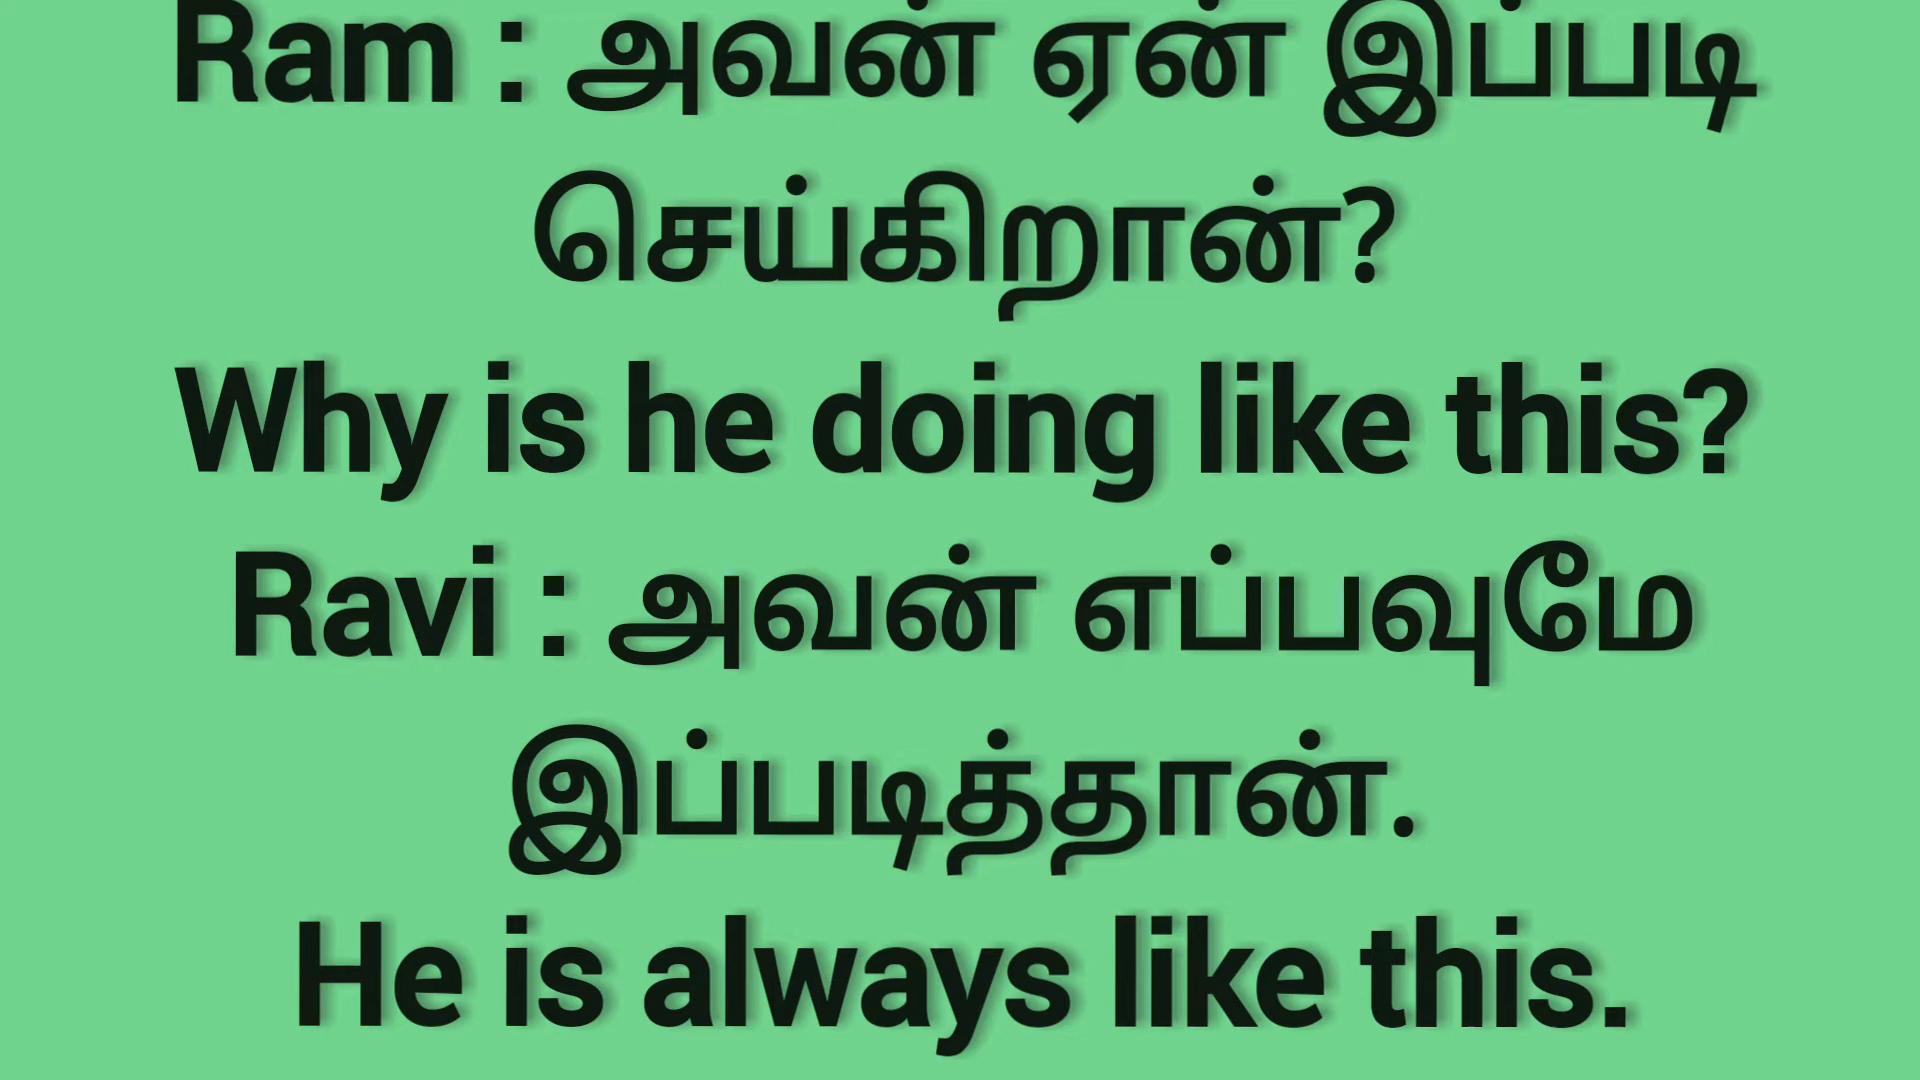 Ram : அவன் ஏன் இப்படி
செய்கிறான்?
Why is he doing like this?
Ravi : அவன் எப்பவுமே
இப்படித்தான்.
He is always like this.